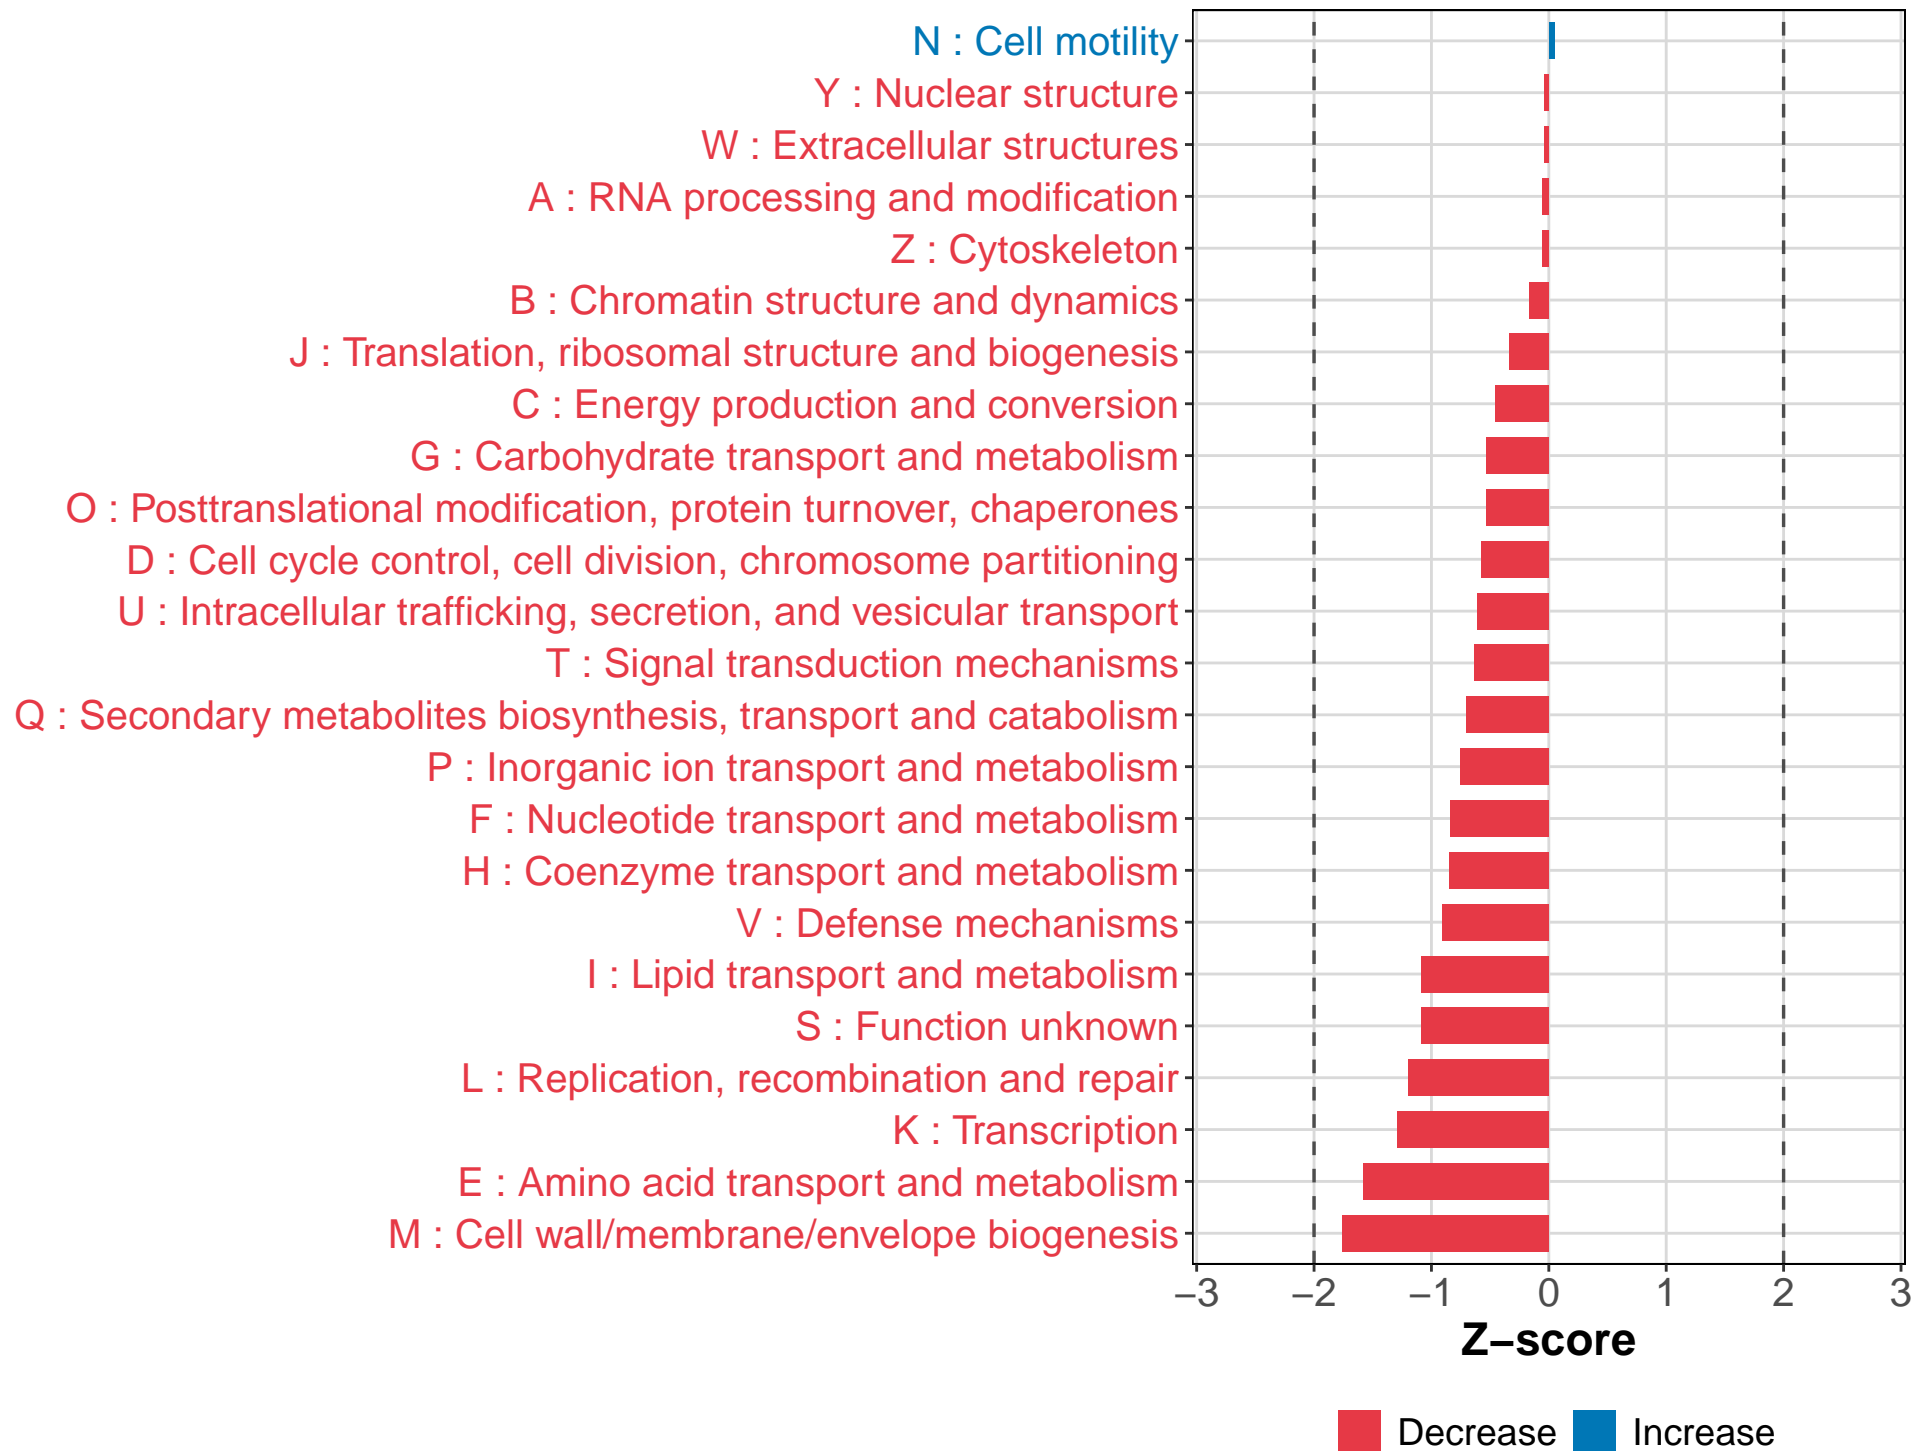 N : Cell motility
Y : Nuclear structure
W : Extracellular structures
A : RNA processing and modification
Z : Cytoskeleton
B : Chromatin structure and dynamics
J : Translation, ribosomal structure and biogenesis
C : Energy production and conversion
G : Carbohydrate transport and metabolism
O : Posttranslational modification, protein turnover, chaperones
D : Cell cycle control, cell division, chromosome partitioning
U : Intracellular trafficking, secretion, and vesicular transport
T : Signal transduction mechanisms
Q : Secondary metabolites biosynthesis, transport and catabolism
P : Inorganic ion transport and metabolism
F : Nucleotide transport and metabolism
H : Coenzyme transport and metabolism
V : Defense mechanisms
I : Lipid transport and metabolism
S : Function unknown
L : Replication, recombination and repair
K : Transcription
E : Amino acid transport and metabolism
M : Cell wall/membrane/envelope biogenesis
−3 −2 −1 0 1 2 3
Z−score
Decrease Increase